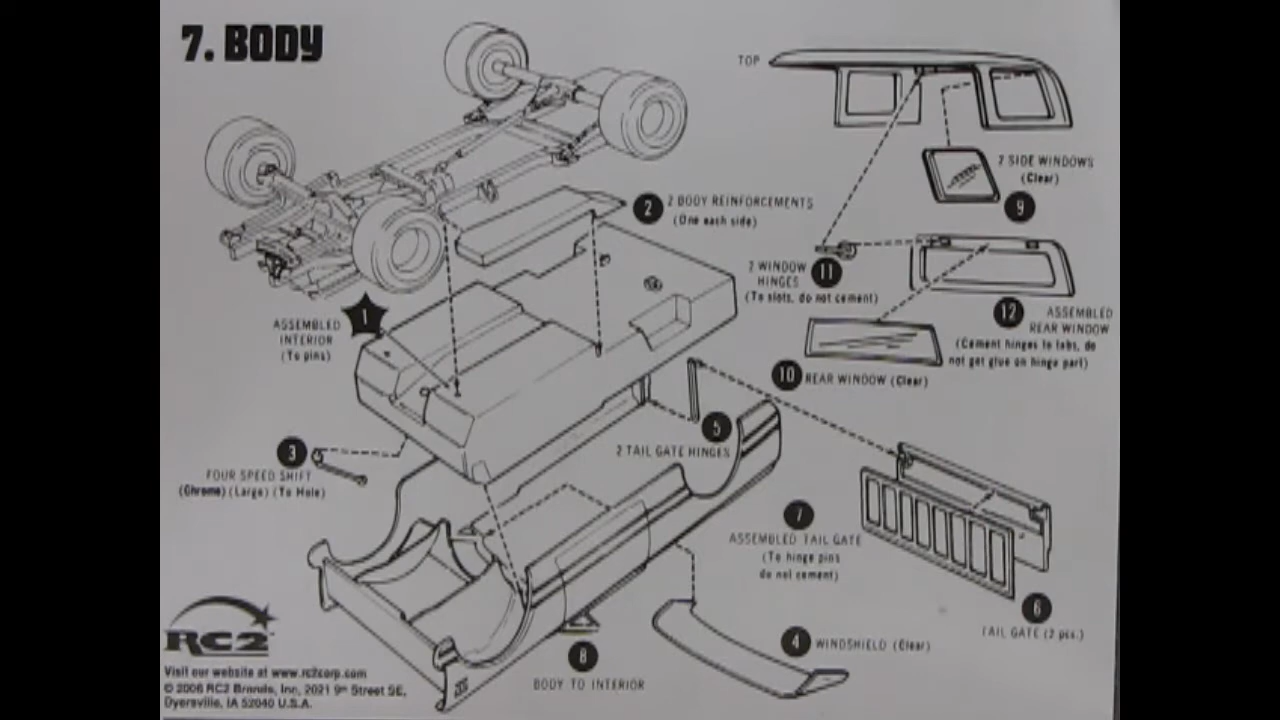 7. BODY
TOP
2 SIDE WINDOWS
(Clear)
9
2
2 BODY REINFORCEMENTS
(One each side)
2 WINDOW
HINGES
11
(To slots, do not cement)
12
ASSEMBLED
REAR WINDOW
(Cement hinges to tabs, do
not get glue on hinge part)
1
ASSEMBLED
INTERIOR
(To pins)
10
REAR WINDOW (Clear)
5
2 TAIL GATE HINGES
3
FOUR SPEED SHIFT
(Chrome) (Large) (To Hole)
7
ASSEMBLED TAIL GATE
(To hinge pins
do not cement)
6
TAIL GATE (2 pcs.)
4
WINDSHIELD (Clear)
8
BODY TO INTERIOR
RC2
Visit our website at www.rc2corp.com
© 2006 RC2 Brands, Inc, 2021 9th Street SE,
Dyersville, IA 52040 U.S.A.